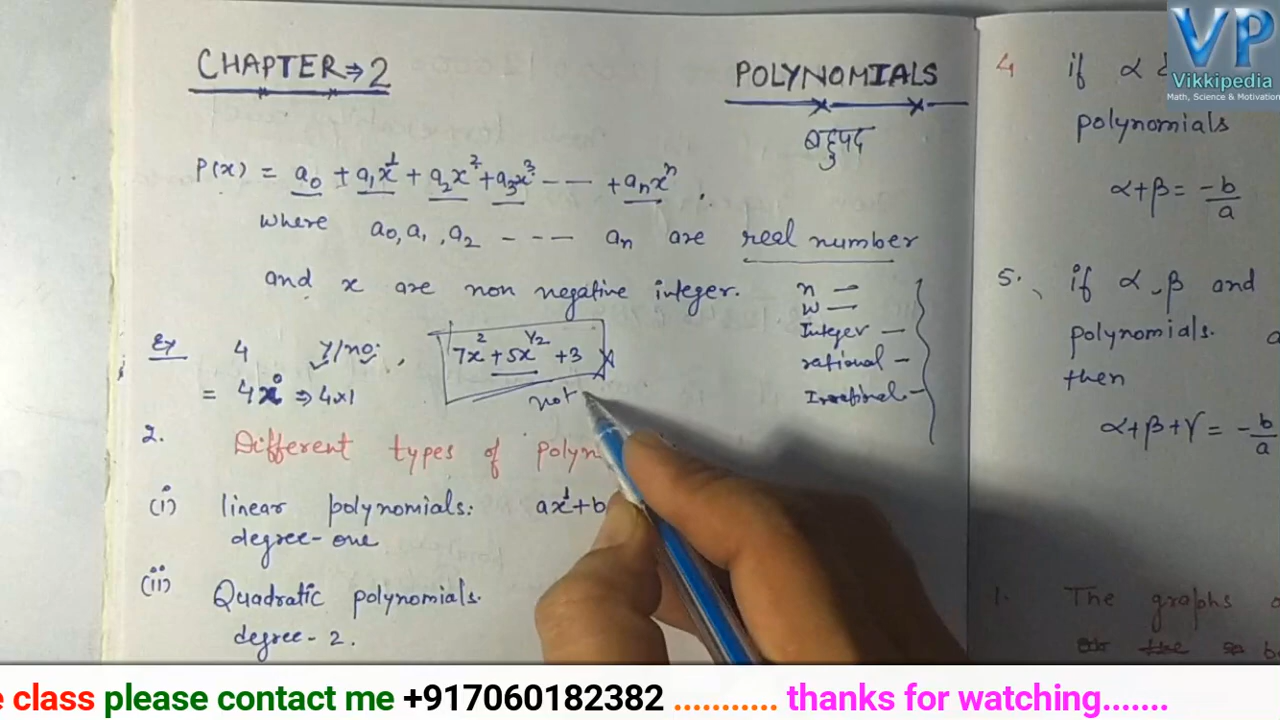 CHAPTER → 2
POLYNOMIALS
बहुपद
P(x) = a₀ + a₁x¹ + a₂x² + a₃x³ - - - + aₙxⁿ.
where a₀, a₁, a₂ - - - - aₙ are real number
and x are non negative integer.
n —
w —
Integer —
rational —
Ex 4 y/no. , 7x² + 5x^1/2 + 3
= 4x⁰ ⇒ 4×1
not
2. Different types of polyn
(i) linear polynomials: ax¹+b
degree - one
(ii) Quadratic polynomials.
degree - 2.
4 if α
polynomials
α+β = -b/a
5. if α, β and
polynomials.
then
α+β+γ = -b/a
1. The graphs
VP
Vikkipedia
Math, Science & Motivation
e class please contact me +917060182382 ........... thanks for watching.......